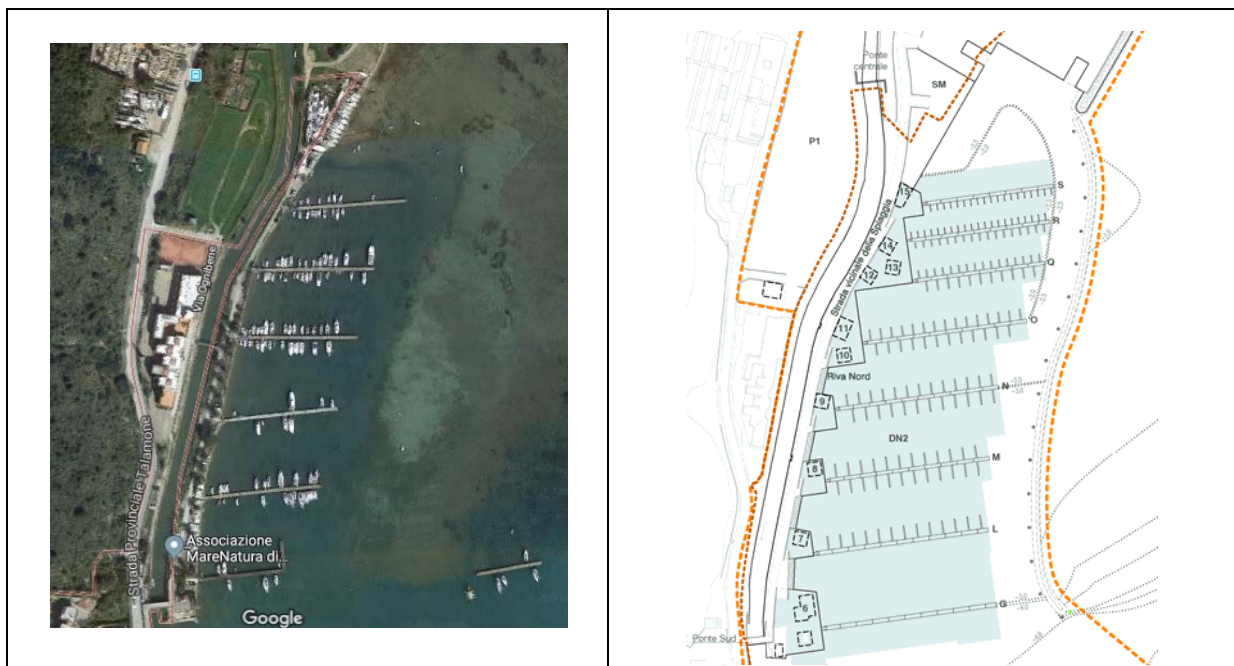 Via Ognibene
Strada Provinciale Talamone
Associazione
MareNatura di...
Google
Ponte
centrale
SM
P1
15
S
R
Strada vicinale della Spiaggia
14
13
12
Q
O
11
10
Riva Nord
N
9
DN2
M
8
7
L
6
G
Ponte Sud